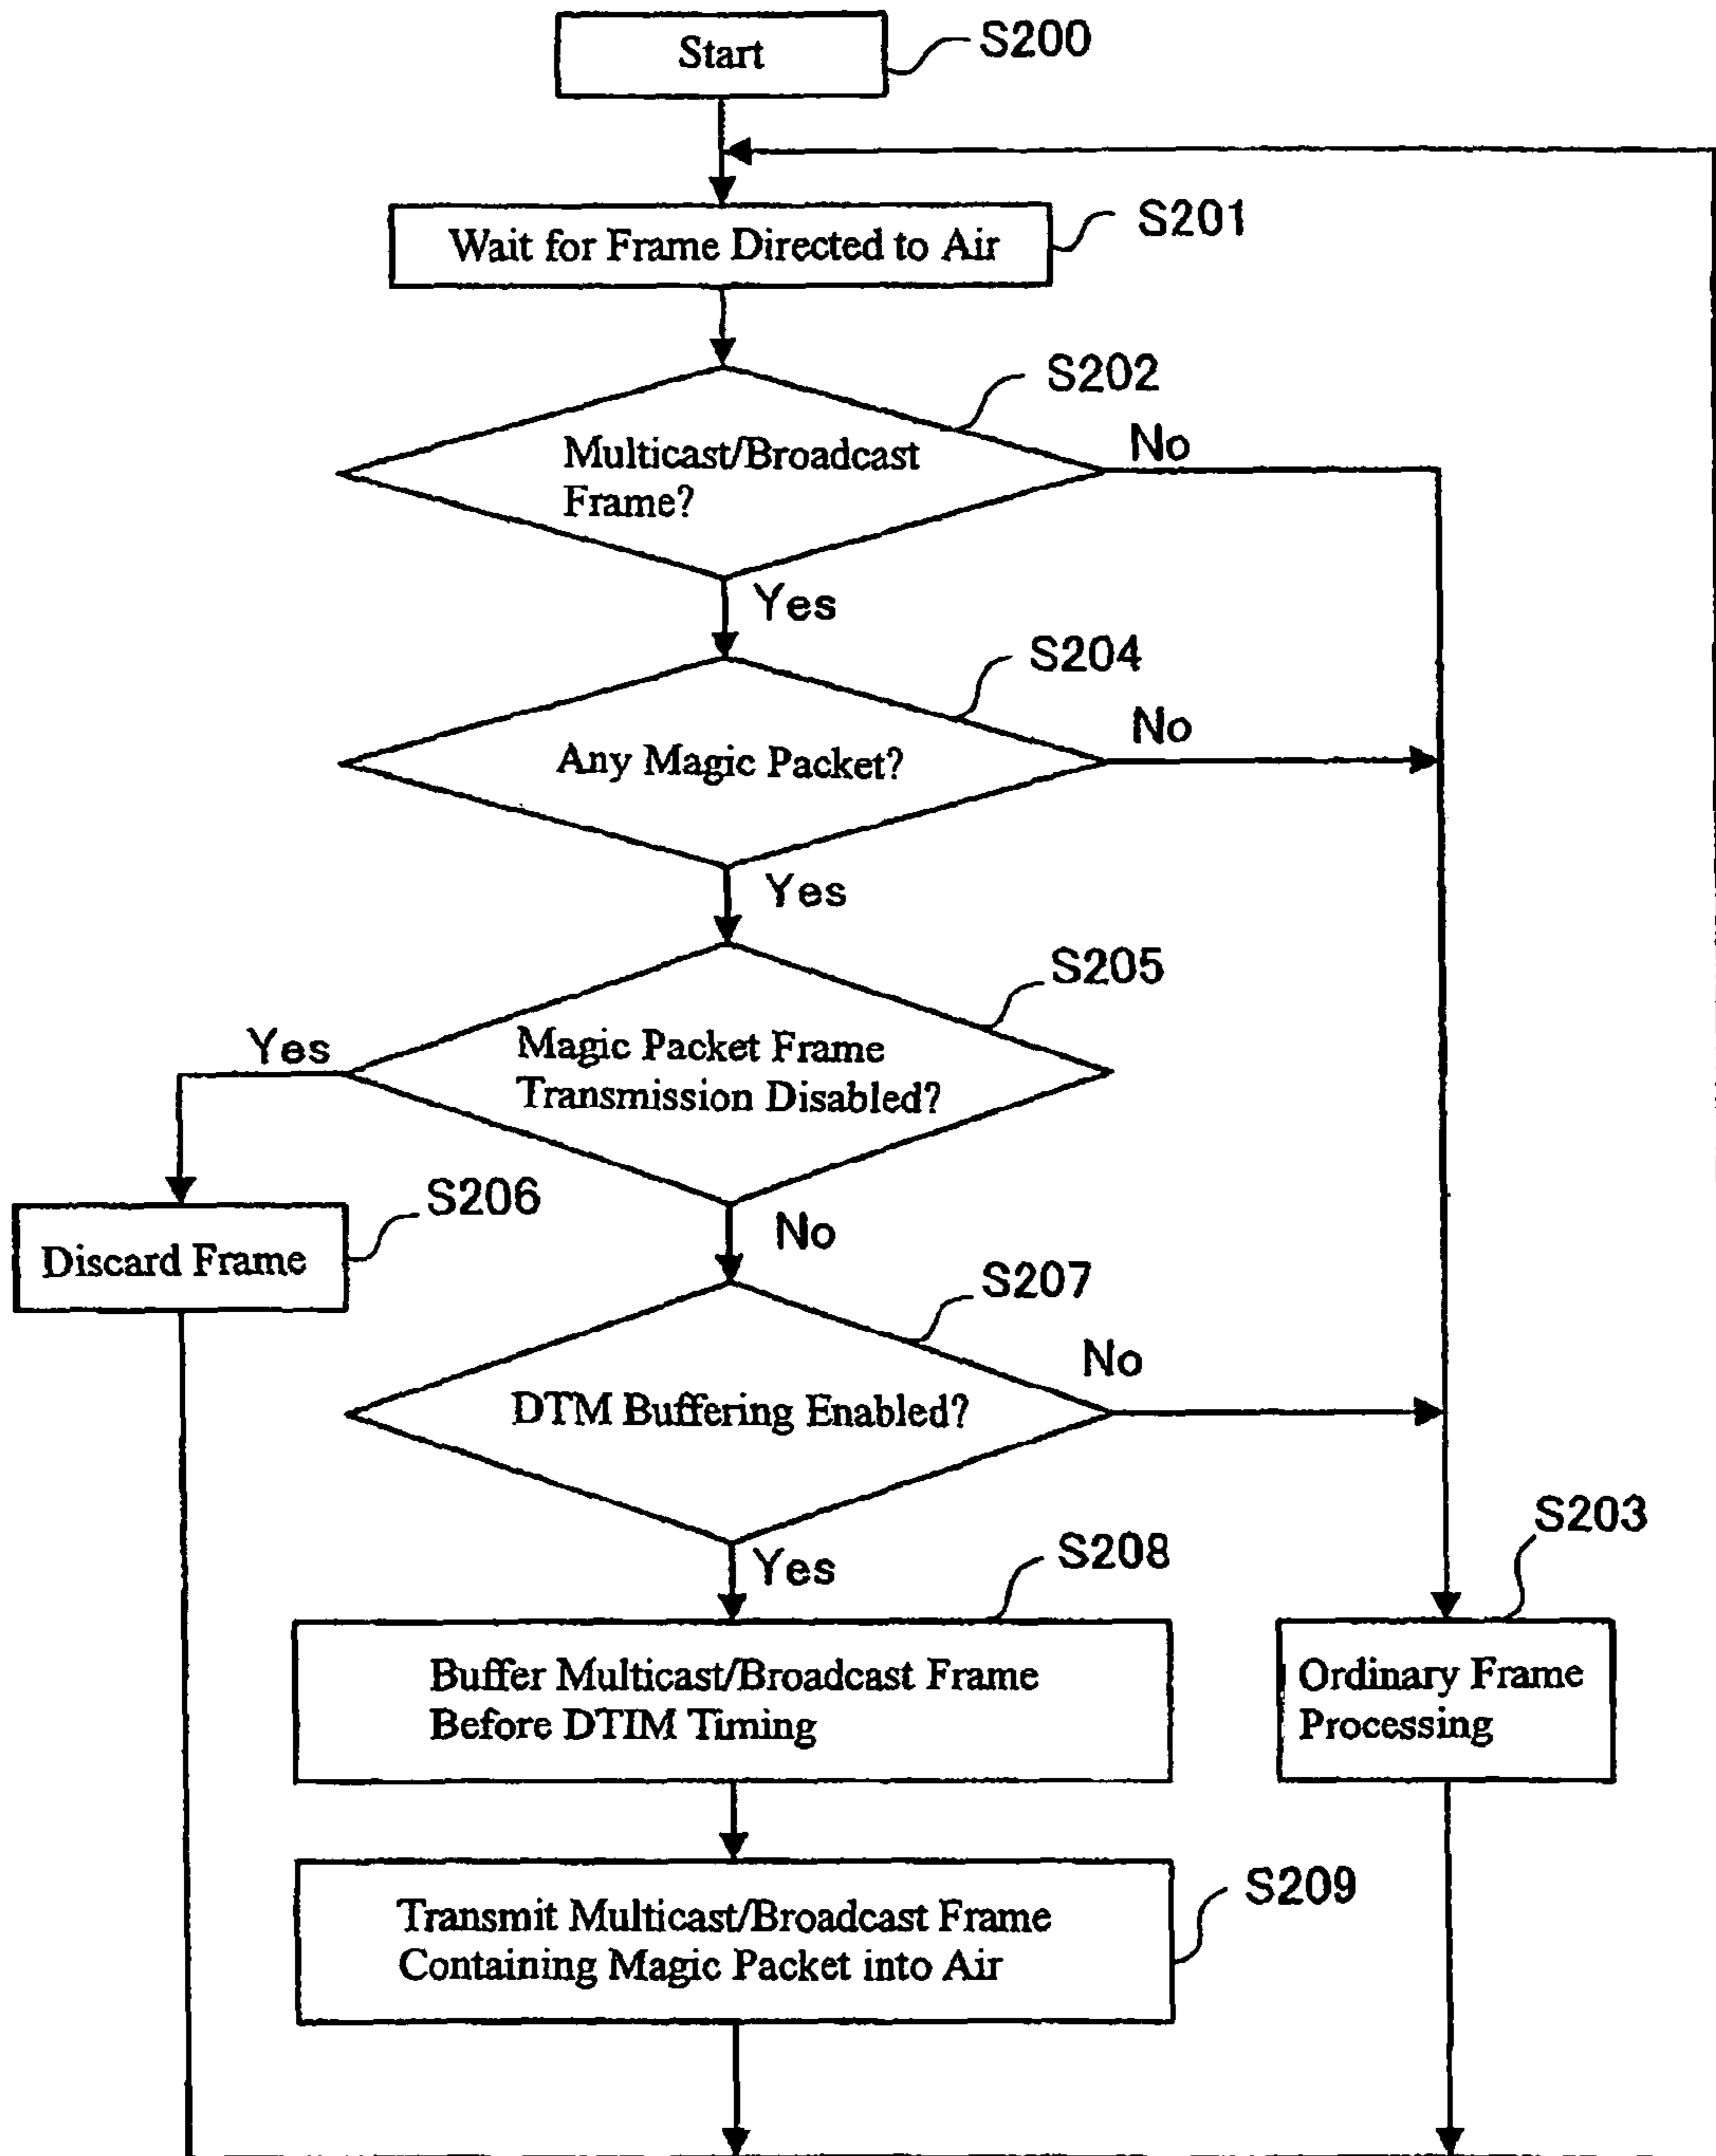 Start
S200
Wait for Frame Directed to Air
S201
S202
Multicast/Broadcast
Frame?
No
Yes
S204
Any Magic Packet?
No
Yes
S205
Magic Packet Frame
Transmission Disabled?
Yes
S206
Discard Frame
No
S207
DTM Buffering Enabled?
No
Yes
S208
S203
Buffer Multicast/Broadcast Frame
Before DTIM Timing
Ordinary Frame
Processing
S209
Transmit Multicast/Broadcast Frame
Containing Magic Packet into Air